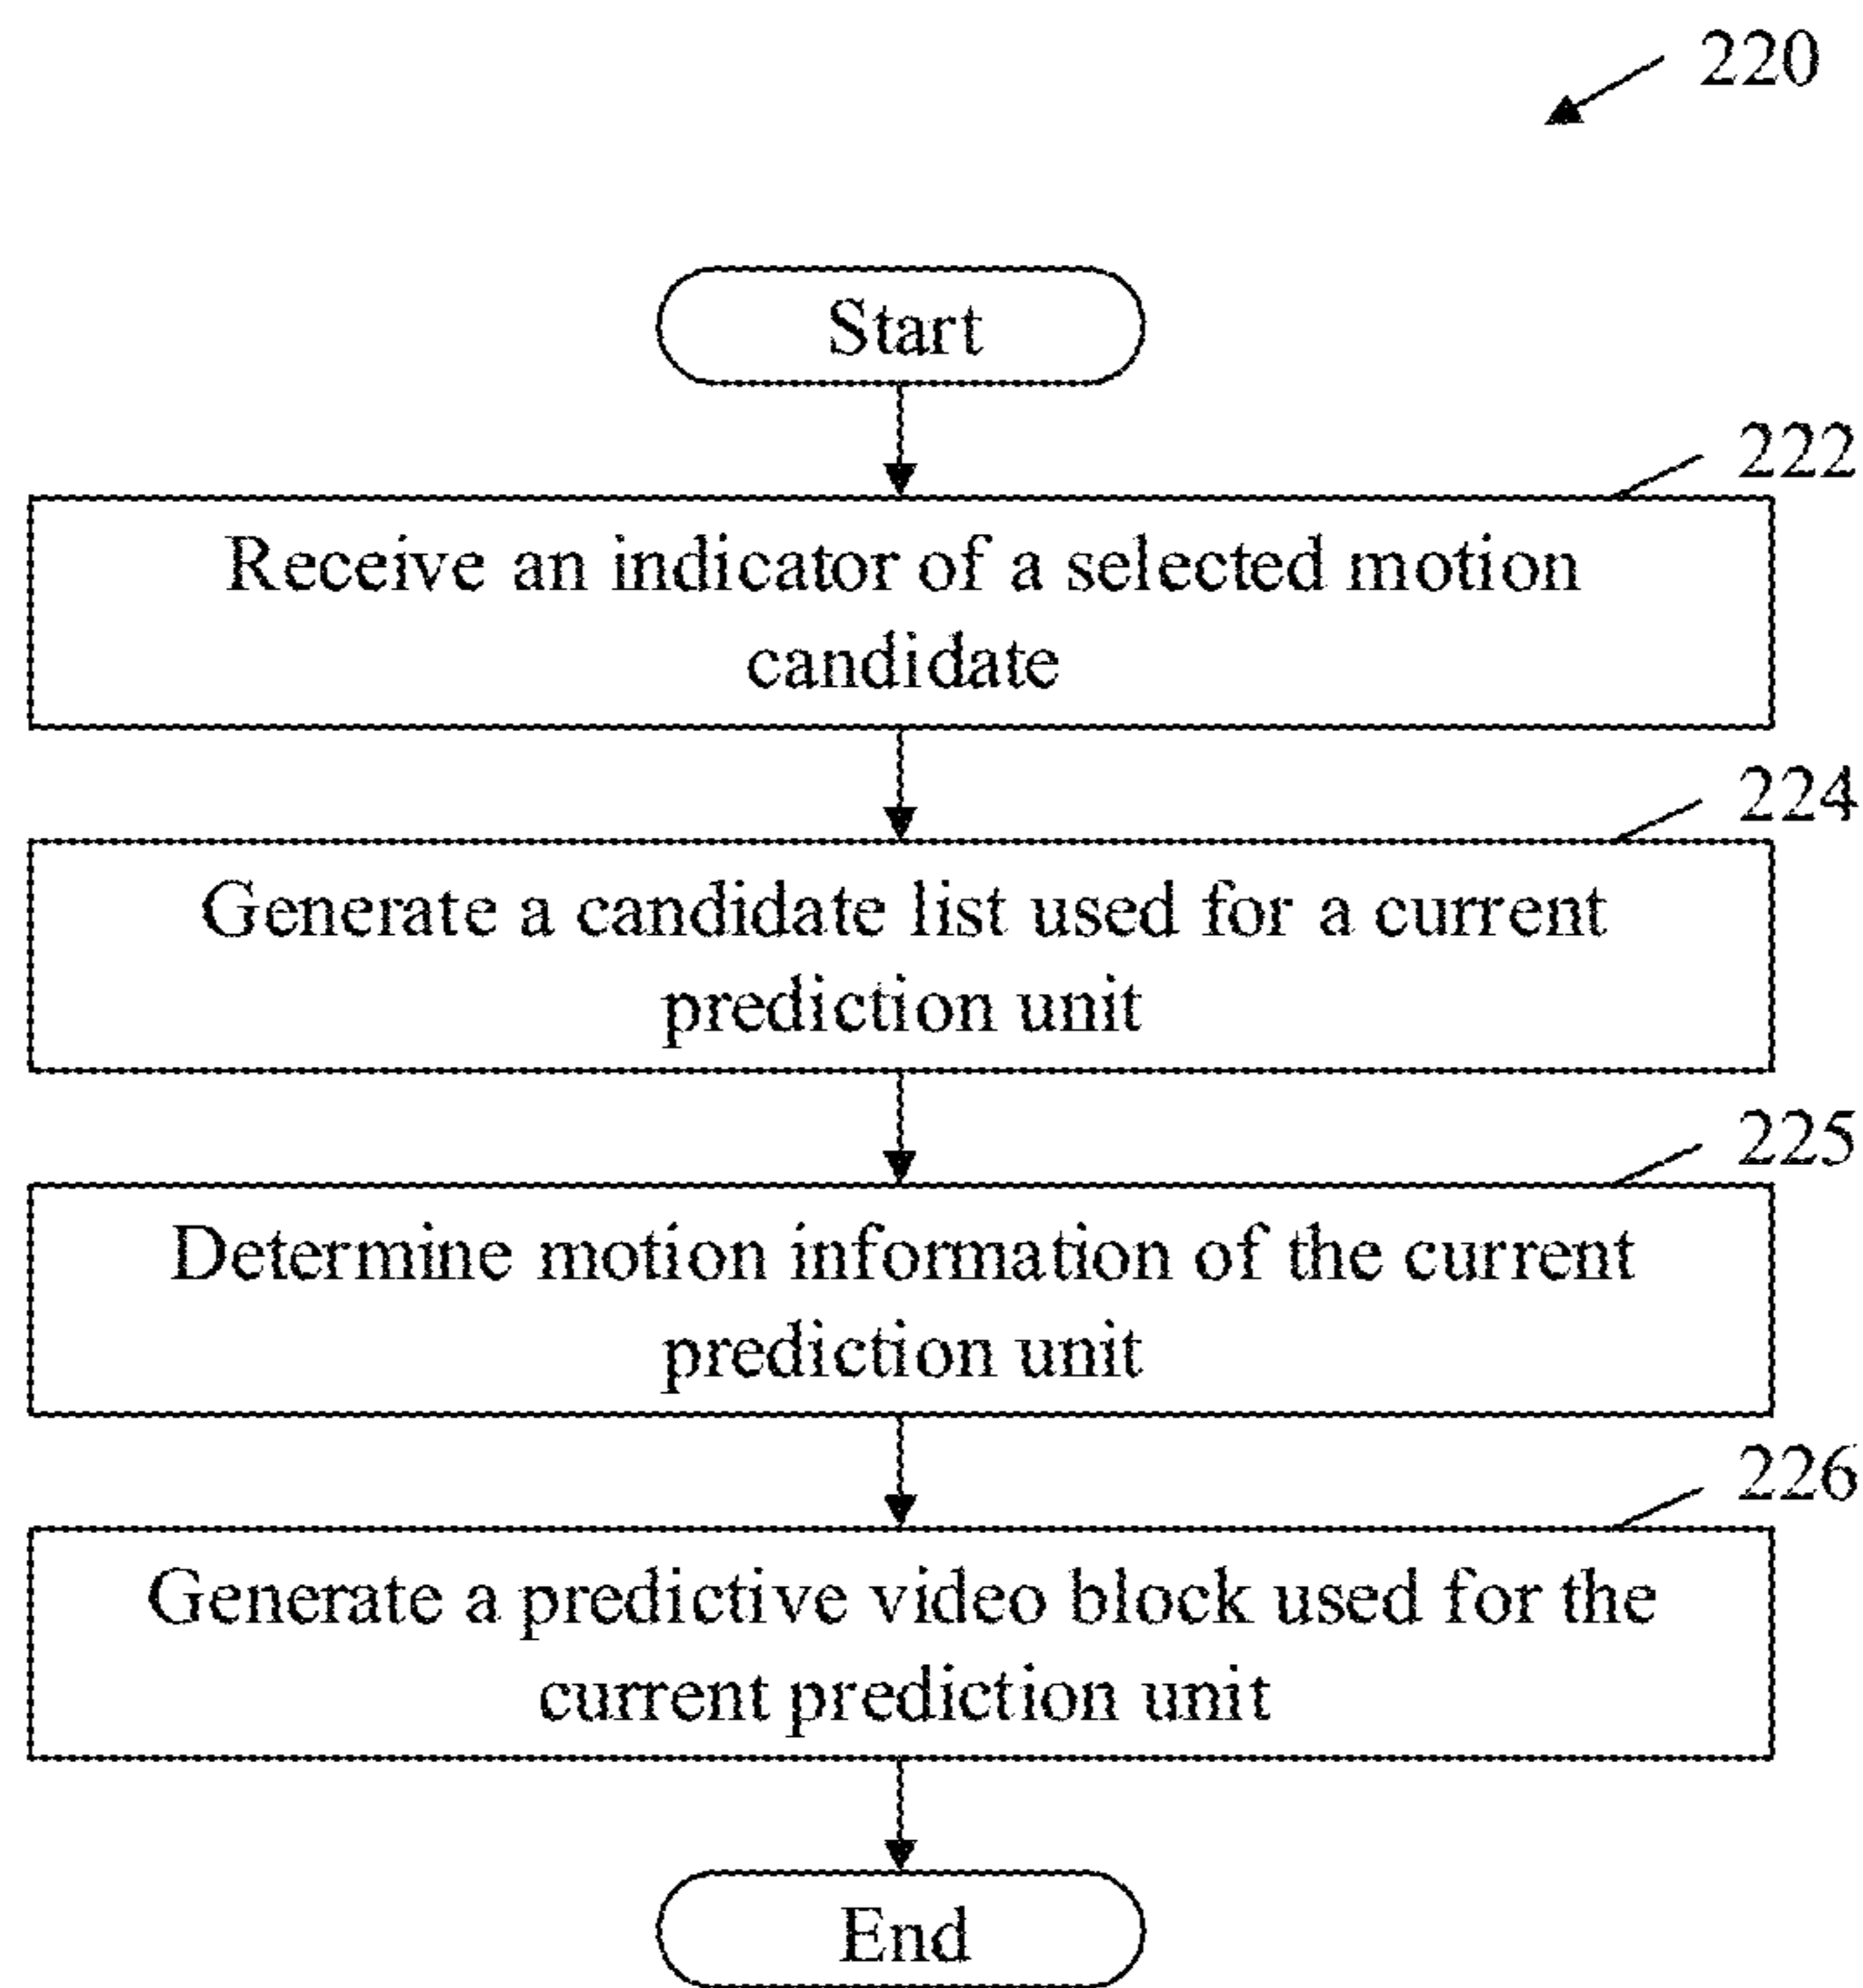 220
Start
222
Receive an indicator of a selected motion
candidate
224
Generate a candidate list used for a current
prediction unit
225
Determine motion information of the current
prediction unit
226
Generate a predictive video block used for the
current prediction unit
End